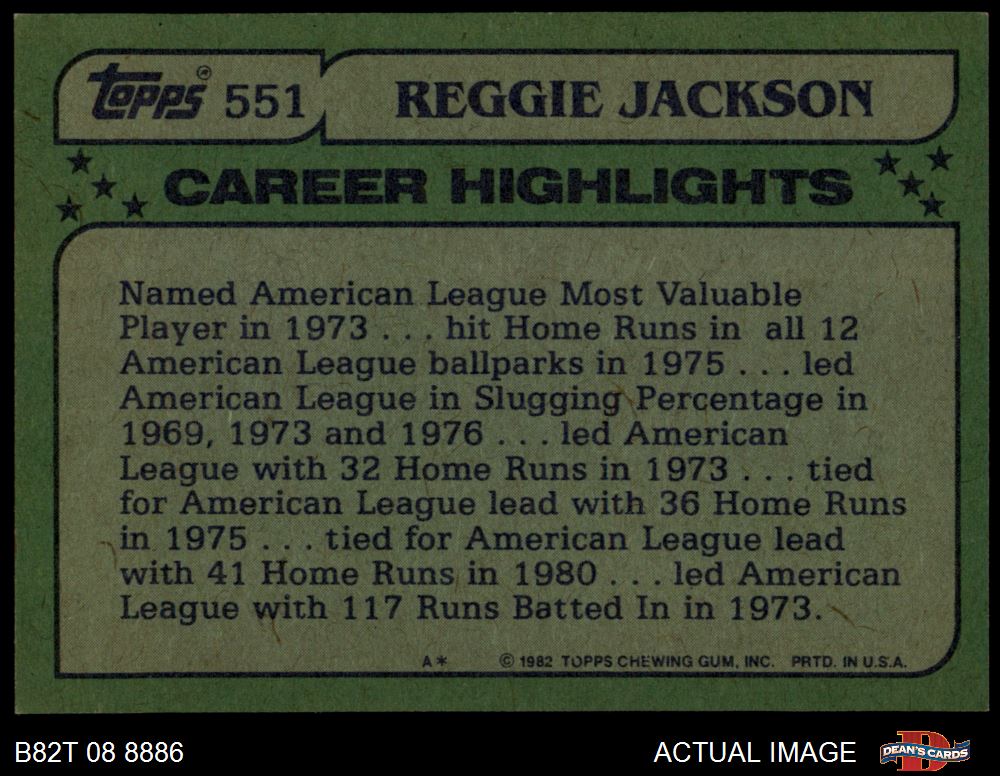 Topps® 551 REGGIE JACKSON
CAREER HIGHLIGHTS
Named American League Most Valuable
Player in 1973 . . . hit Home Runs in all 12
American League ballparks in 1975 . . . led
American League in Slugging Percentage in
1969, 1973 and 1976 . . . led American
League with 32 Home Runs in 1973 . . . tied
for American League lead with 36 Home Runs
in 1975 . . . tied for American League lead
with 41 Home Runs in 1980 . . . led American
League with 117 Runs Batted In in 1973.
A* © 1982 TOPPS CHEWING GUM, INC. PRTD. IN U.S.A.
B82T 08 8886 ACTUAL IMAGE DEAN'S CARDS